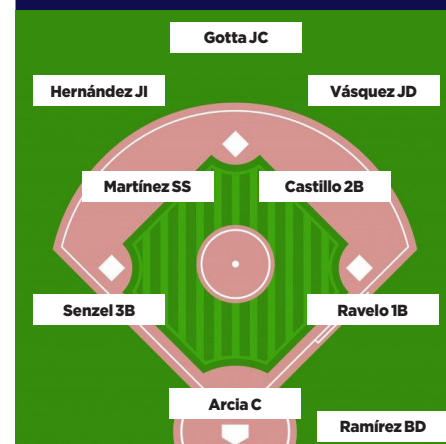 Gotta JC
Hernández JI
Vásquez JD
Martínez SS
Castillo 2B
Senzel 3B
Ravelo 1B
Arcia C
Ramírez BD